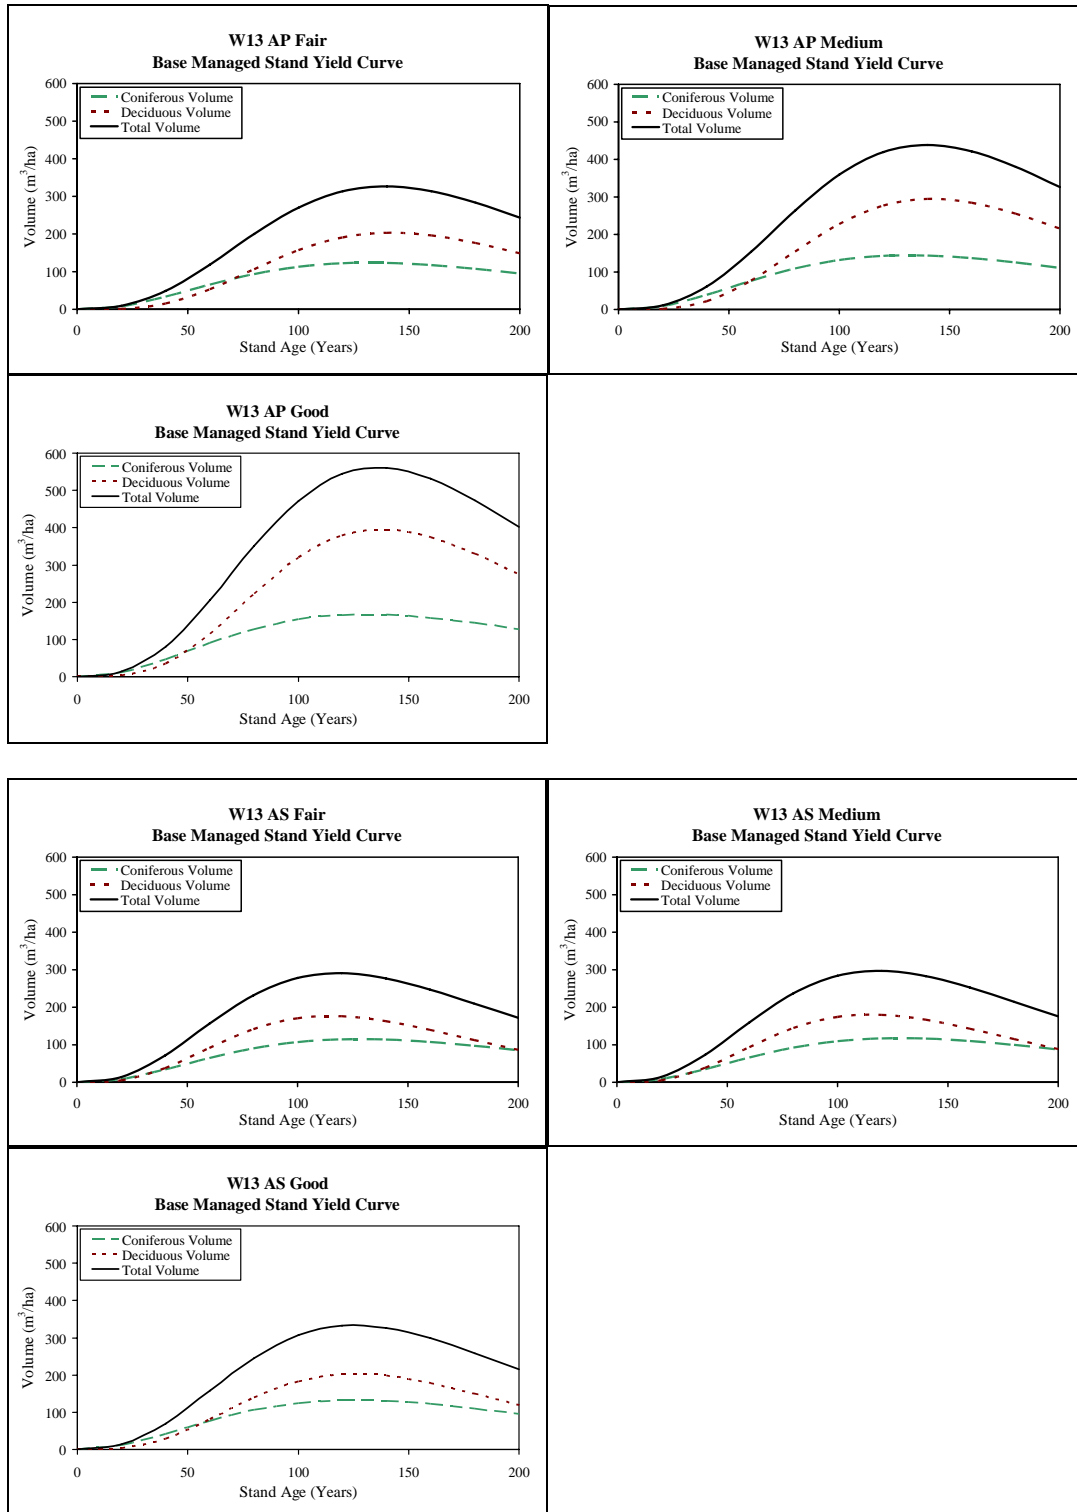 W13 AP Fair
Base Managed Stand Yield Curve
600
500
400
300
200
100
0
Volume (m³/ha)
Coniferous Volume
Deciduous Volume
Total Volume
0 50 100 150 200
Stand Age (Years)
W13 AP Medium
Base Managed Stand Yield Curve
600
500
400
300
200
100
0
Volume (m³/ha)
Coniferous Volume
Deciduous Volume
Total Volume
0 50 100 150 200
Stand Age (Years)
W13 AP Good
Base Managed Stand Yield Curve
600
500
400
300
200
100
0
Volume (m³/ha)
Coniferous Volume
Deciduous Volume
Total Volume
0 50 100 150 200
Stand Age (Years)
W13 AS Fair
Base Managed Stand Yield Curve
600
500
400
300
200
100
0
Volume (m³/ha)
Coniferous Volume
Deciduous Volume
Total Volume
0 50 100 150 200
Stand Age (Years)
W13 AS Medium
Base Managed Stand Yield Curve
600
500
400
300
200
100
0
Volume (m³/ha)
Coniferous Volume
Deciduous Volume
Total Volume
0 50 100 150 200
Stand Age (Years)
W13 AS Good
Base Managed Stand Yield Curve
600
500
400
300
200
100
0
Volume (m³/ha)
Coniferous Volume
Deciduous Volume
Total Volume
0 50 100 150 200
Stand Age (Years)